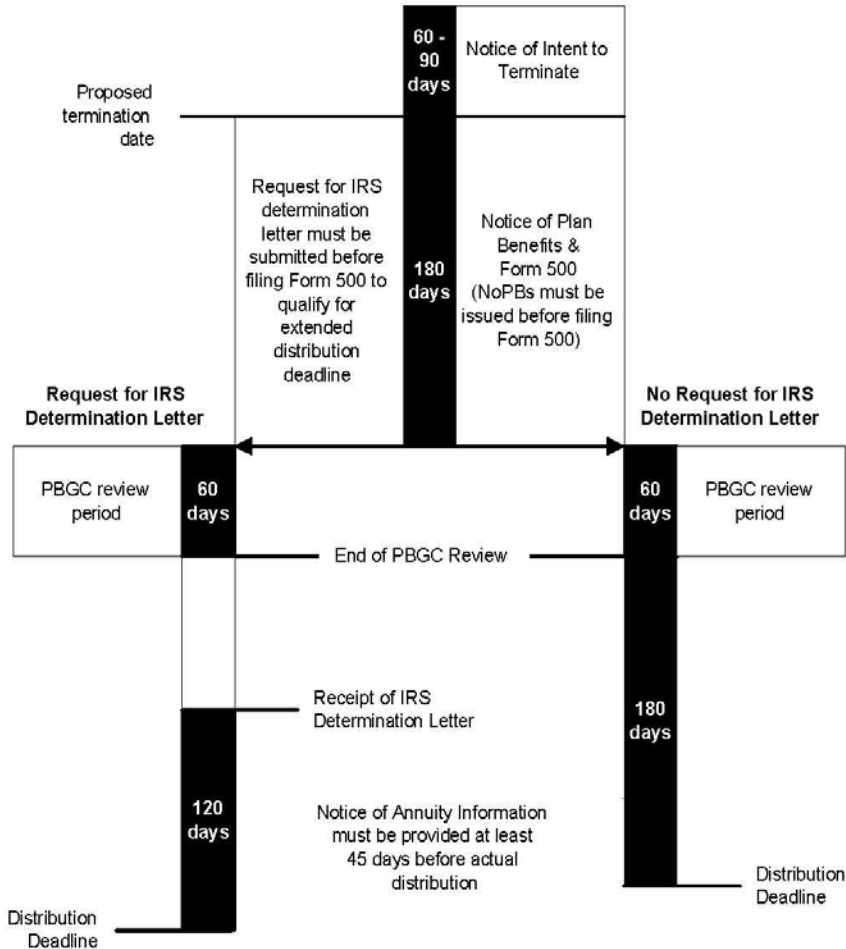 60 -
90
days
Notice of Intent to
Terminate
Proposed
termination
date
Request for IRS
determination
letter must be
submitted before
filing Form 500 to
qualify for
extended
distribution
deadline
180
days
Notice of Plan
Benefits &
Form 500
(NoPBs must be
issued before filing
Form 500)
Request for IRS
Determination Letter
No Request for IRS
Determination Letter
PBGC review
period
60
days
60
days
PBGC review
period
End of PBGC Review
Receipt of IRS
Determination Letter
180
days
120
days
Notice of Annuity Information
must be provided at least
45 days before actual
distribution
Distribution
Deadline
Distribution
Deadline